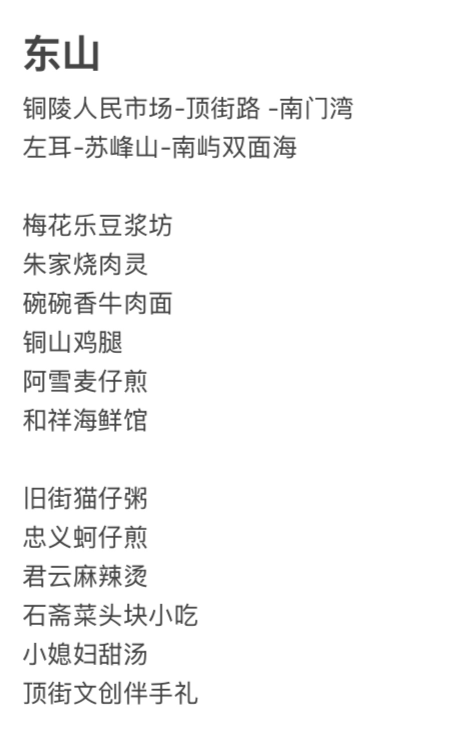 东山
铜陵人民市场-顶街路 -南门湾
左耳-苏峰山-南屿双面海
梅花乐豆浆坊
朱家烧肉灵
碗碗香牛肉面
铜山鸡腿
阿雪麦仔煎
和祥海鲜馆
旧街猫仔粥
忠义蚵仔煎
君云麻辣烫
石斋菜头块小吃
小媳妇甜汤
顶街文创伴手礼